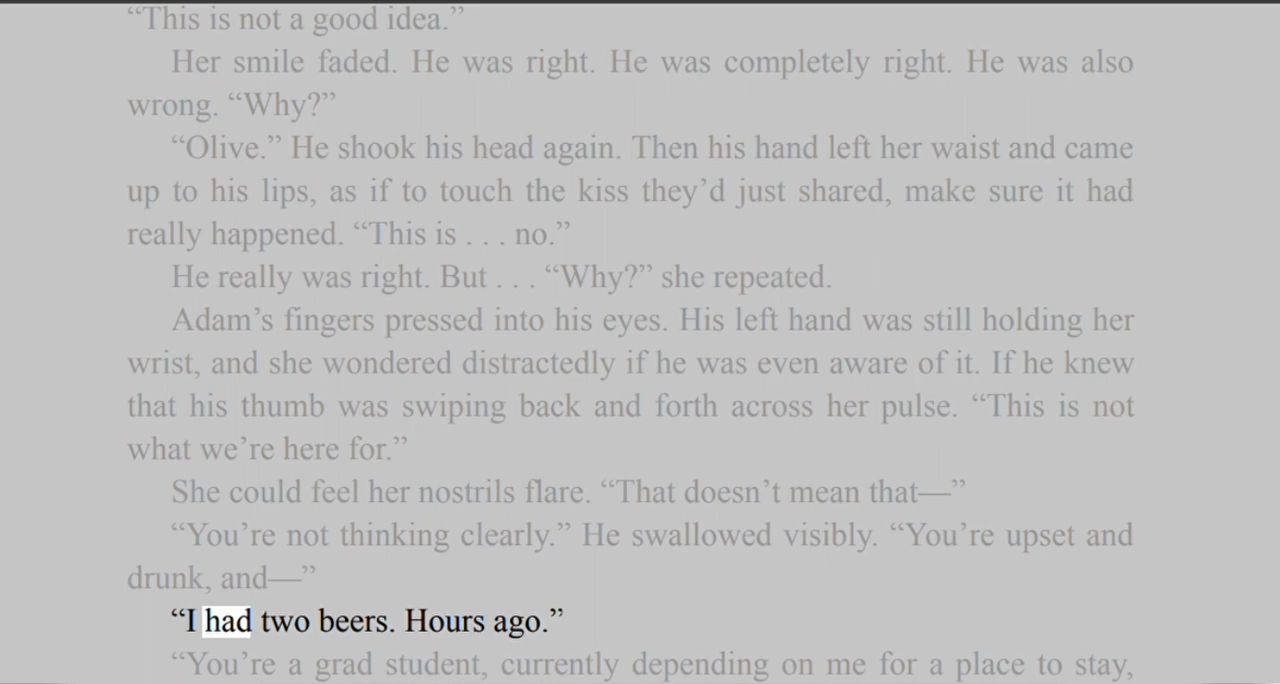 “This is not a good idea.”
Her smile faded. He was right. He was completely right. He was also
wrong. “Why?”
“Olive.” He shook his head again. Then his hand left her waist and came
up to his lips, as if to touch the kiss they’d just shared, make sure it had
really happened. “This is . . . no.”
He really was right. But . . . “Why?” she repeated.
Adam’s fingers pressed into his eyes. His left hand was still holding her
wrist, and she wondered distractedly if he was even aware of it. If he knew
that his thumb was swiping back and forth across her pulse. “This is not
what we’re here for.”
She could feel her nostrils flare. “That doesn’t mean that—”
“You’re not thinking clearly.” He swallowed visibly. “You’re upset and
drunk, and—”
“I had two beers. Hours ago.”
“You’re a grad student, currently depending on me for a place to stay,